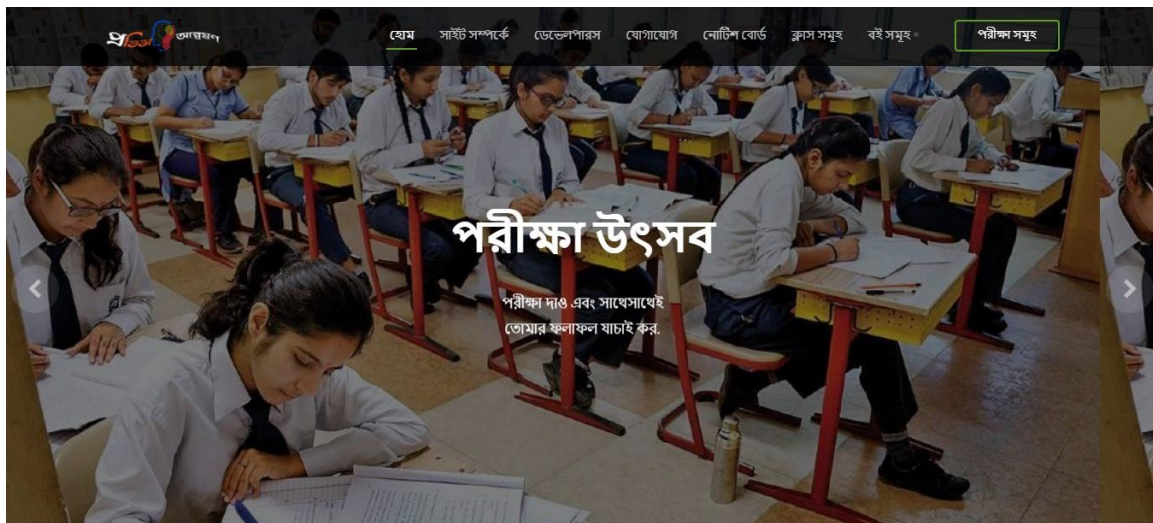 প্রতিভা অন্বেষণ
হোম সাইট সম্পর্কে ডেভেলপারস যোগাযোগ নোটিশ বোর্ড ক্লাস সমূহ বই সমূহ পরীক্ষা সমূহ
পরীক্ষা উৎসব
পরীক্ষা দাও এবং সাথেসাথেই
তোমার ফলাফল যাচাই কর.